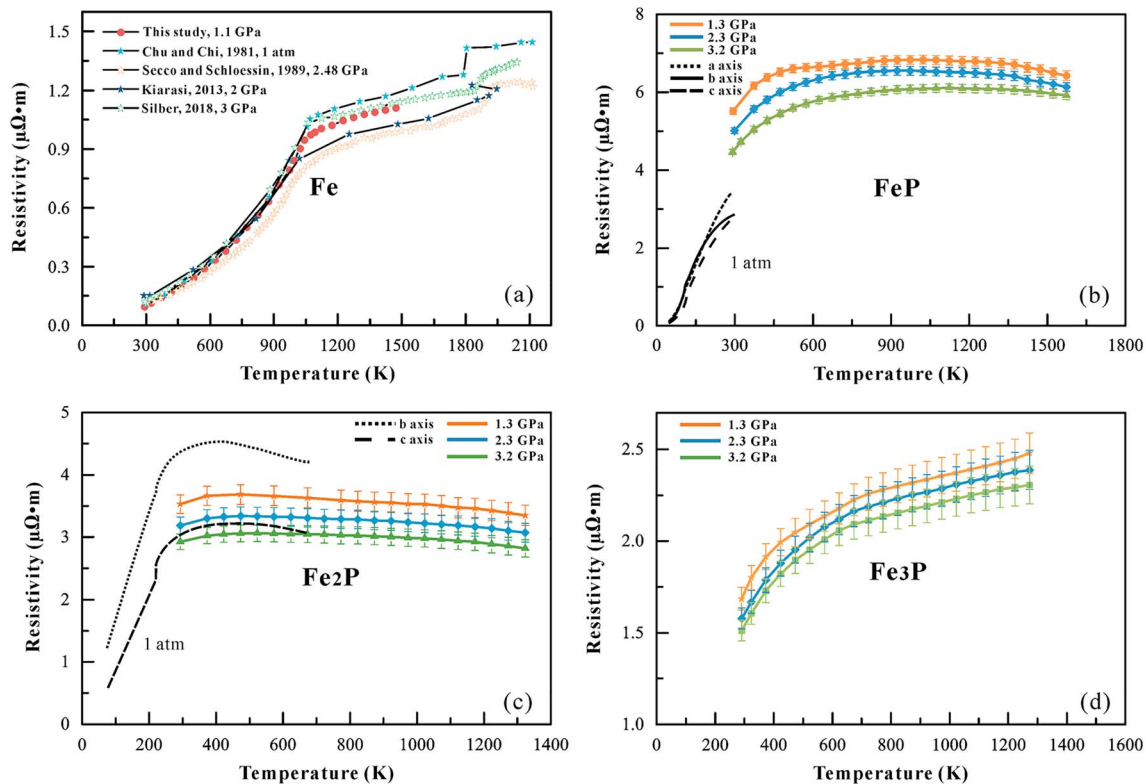 This study, 1.1 GPa
Chu and Chi, 1981, 1 atm
Secco and Schloessin, 1989, 2.48 GPa
Kiarasi, 2013, 2 GPa
Silber, 2018, 3 GPa
Resistivity (μΩ•m)
1.5
1.2
0.9
0.6
0.3
0.0
Fe
(a)
300 600 900 1200 1500 1800 2100
Temperature (K)
1.3 GPa
2.3 GPa
3.2 GPa
a axis
b axis
c axis
Resistivity (μΩ•m)
8
6
4
2
0
FeP
1 atm
(b)
0 300 600 900 1200 1500 1800
Temperature (K)
b axis
c axis
1.3 GPa
2.3 GPa
3.2 GPa
Resistivity (μΩ•m)
5
4
3
2
1
0
Fe2P
1 atm
(c)
0 200 400 600 800 1000 1200 1400
Temperature (K)
1.3 GPa
2.3 GPa
3.2 GPa
Resistivity (μΩ•m)
2.5
2.0
1.5
1.0
Fe3P
(d)
0 200 400 600 800 1000 1200 1400 1600
Temperature (K)